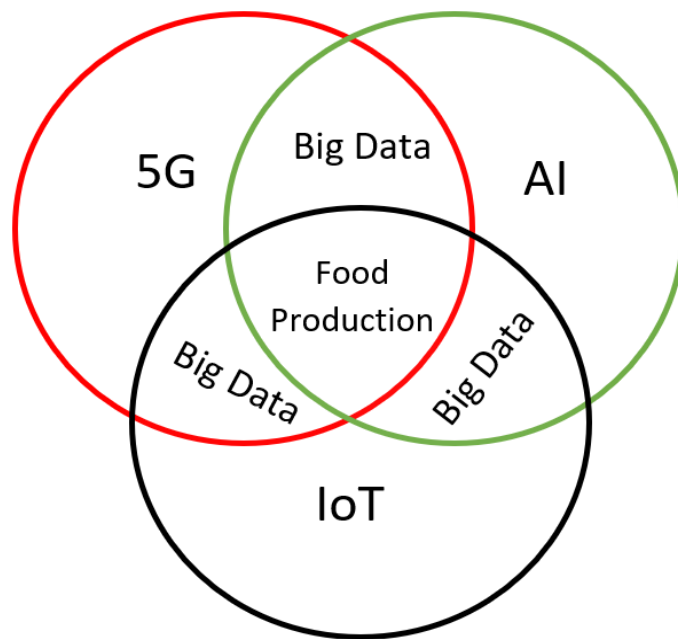 Big Data
5G
AI
Food
Production
Big Data
Big Data
IoT